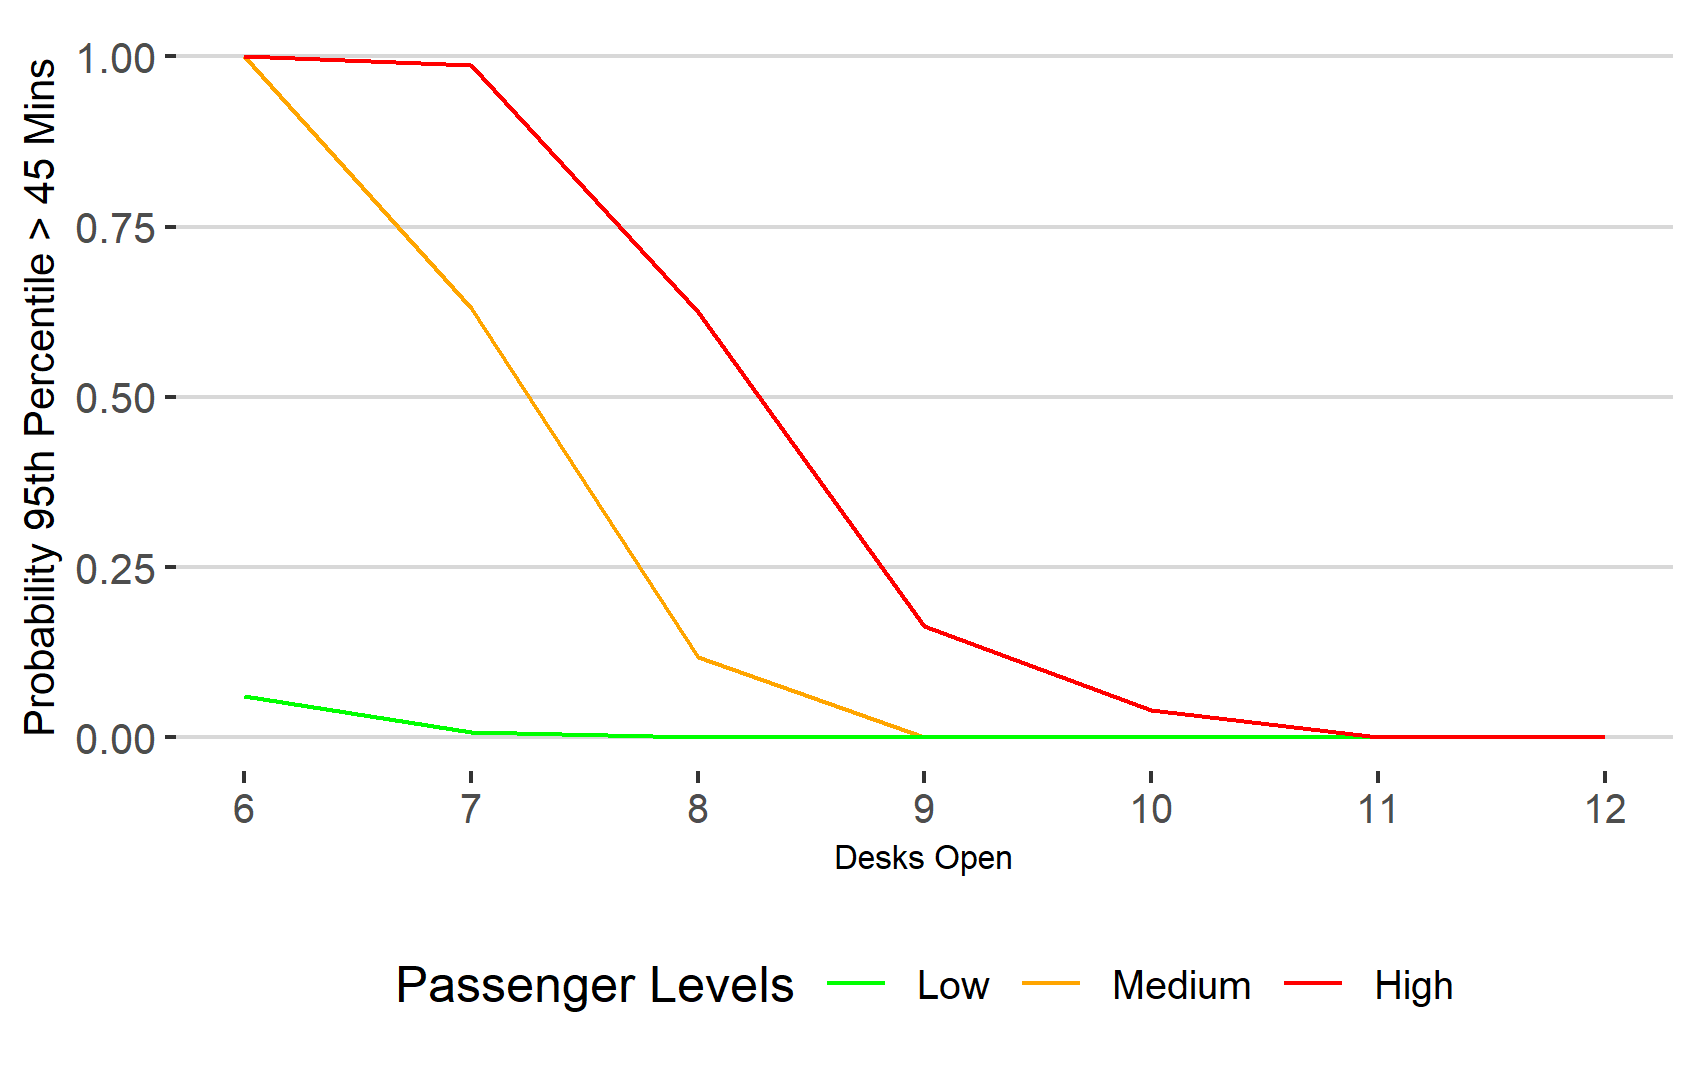 Probability 95th Percentile > 45 Mins
1.00
0.75
0.50
0.25
0.00
6 7 8 9 10 11 12
Desks Open
Passenger Levels Low Medium High